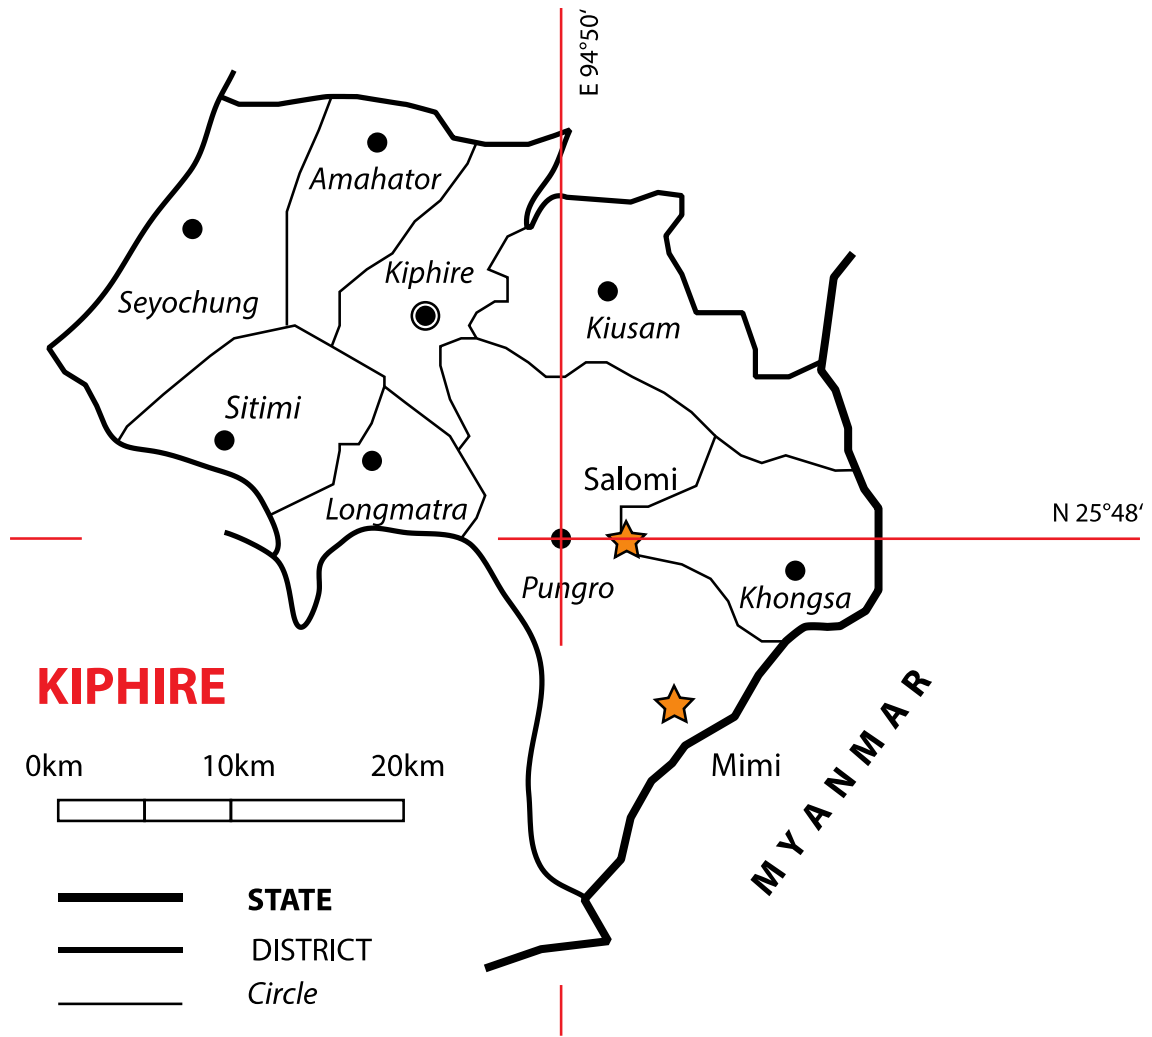 E 94°50‘
Amahator
Kiphire
Seyochung
Kiusam
Sitimi
Salomi
Longmatra
N 25°48‘
Pungro
Khongsa
KIPHIRE
MYANMAR
Mimi
0km 10km 20km
STATE
DISTRICT
Circle